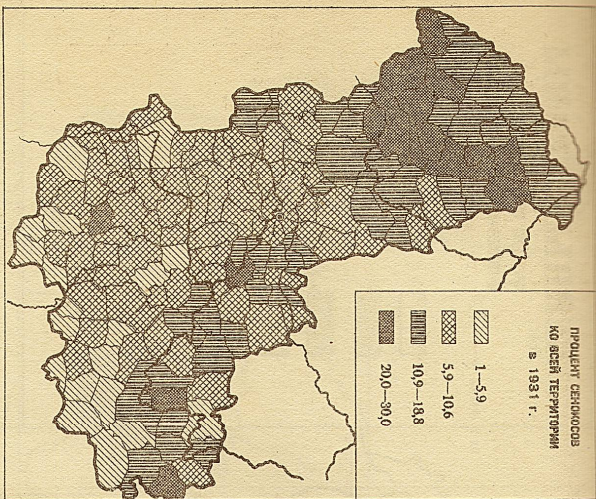 ПРОЦЕНТ СЕНОКОСОВ
КО ВСЕЙ ТЕРРИТОРИИ
в 1931 г.
1—5,9
5,9—10,6
10,9—18,8
20,0—30,0